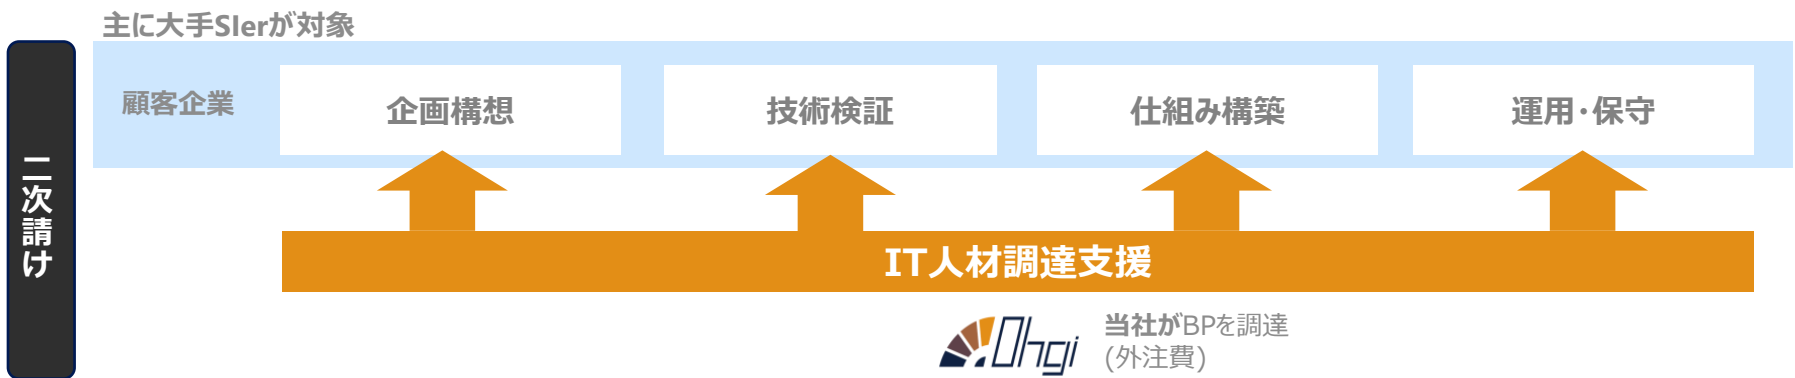 主に大手SIerが対象
二次請け
顧客企業
企画構想
技術検証
仕組み構築
運用・保守
IT人材調達支援
Ohgi
当社がBPを調達
(外注費)